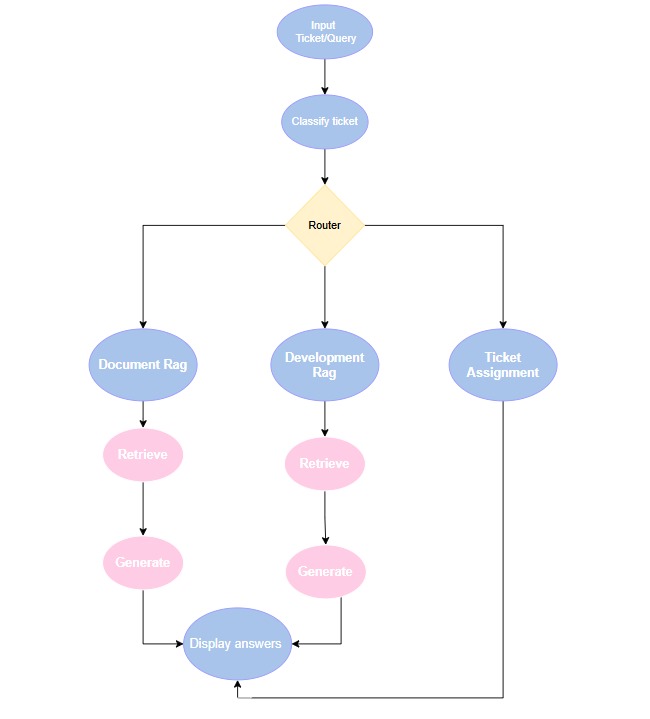 Input
Ticket/Query
Classify ticket
Router
Document Rag
Development
Rag
Ticket
Assignment
Retrieve
Retrieve
Generate
Generate
Display answers